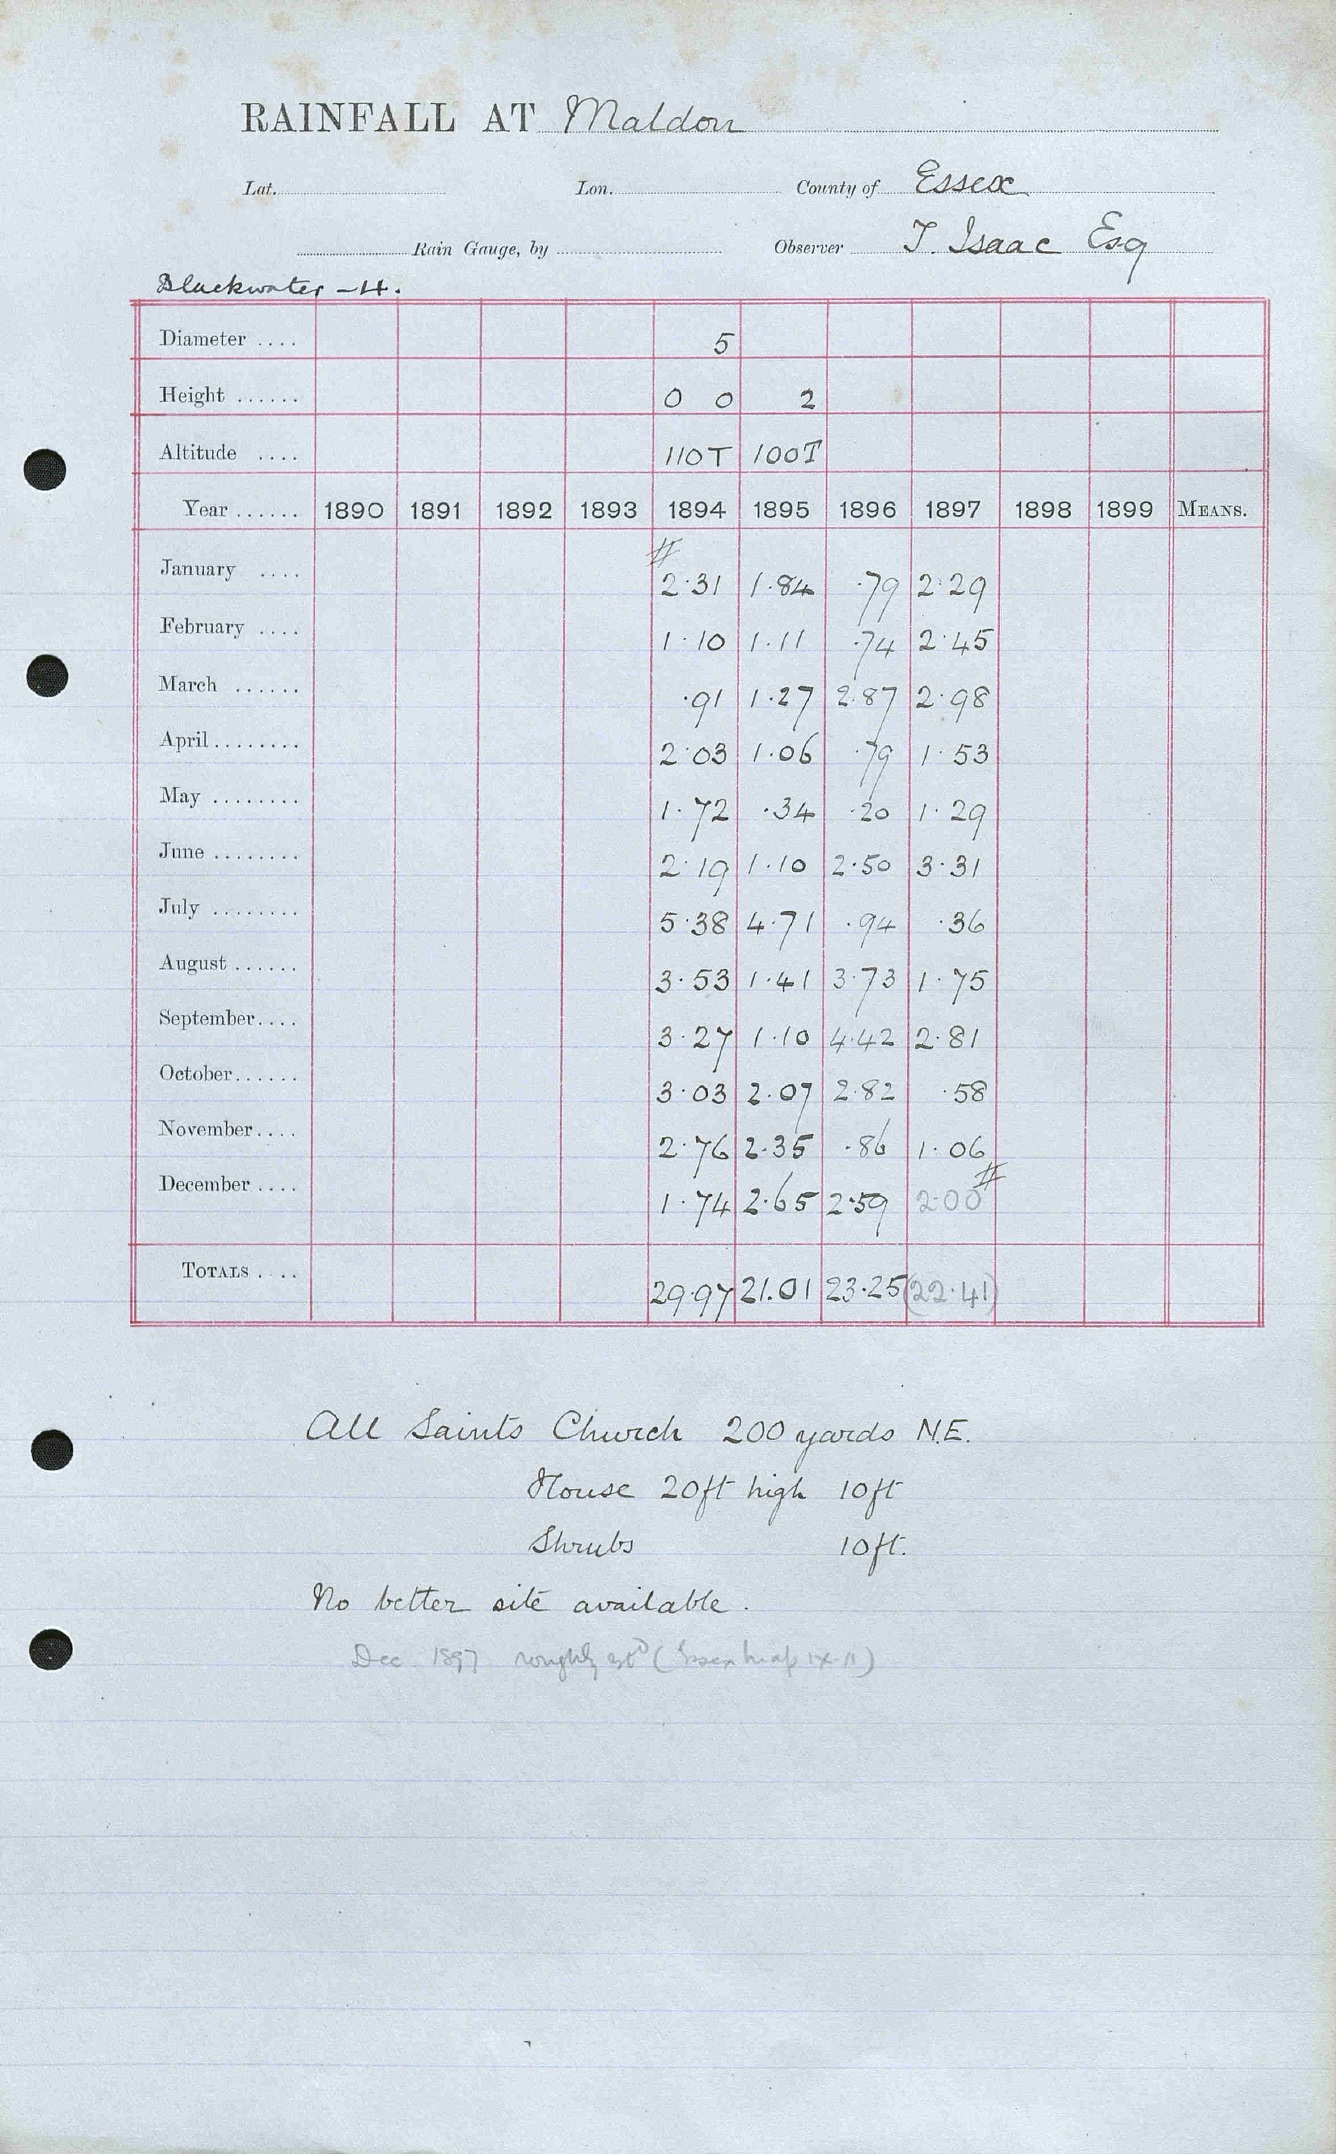 RAINFALL AT Maldon
Lat. Lon. County of Essex
Rain Gauge, by Observer T. Isaac Esq
Blackwater - 4.
Diameter .... 5
Height ...... 0 0 2
Altitude .... 110T 100T
Year ...... 1890 1891 1892 1893 1894 1895 1896 1897 1898 1899 MEANS.
#
January .... 2.31 1.84 .79 2.29
February .... 1.10 1.11 .74 2.45
March ...... .91 1.27 2.87 2.98
April ........ 2.03 1.06 .79 1.53
May ........ 1.72 .34 .20 1.29
June ........ 2.19 1.10 2.50 3.31
July ........ 5.38 4.71 .94 .36
August ...... 3.53 1.41 3.73 1.75
September .... 3.27 1.10 4.42 2.81
October ...... 3.03 2.07 2.82 .58
November .... 2.76 2.35 .86 1.06
December .... 1.74 2.65 2.59 2.00 #
TOTALS .... 29.97 21.01 23.25 (22.41)
All Saints Church 200 yards N.E.
House 20ft high 10ft
Shrubs 10ft.
No better site available.
Dec. 1897 roughly (Essex map IX.11)